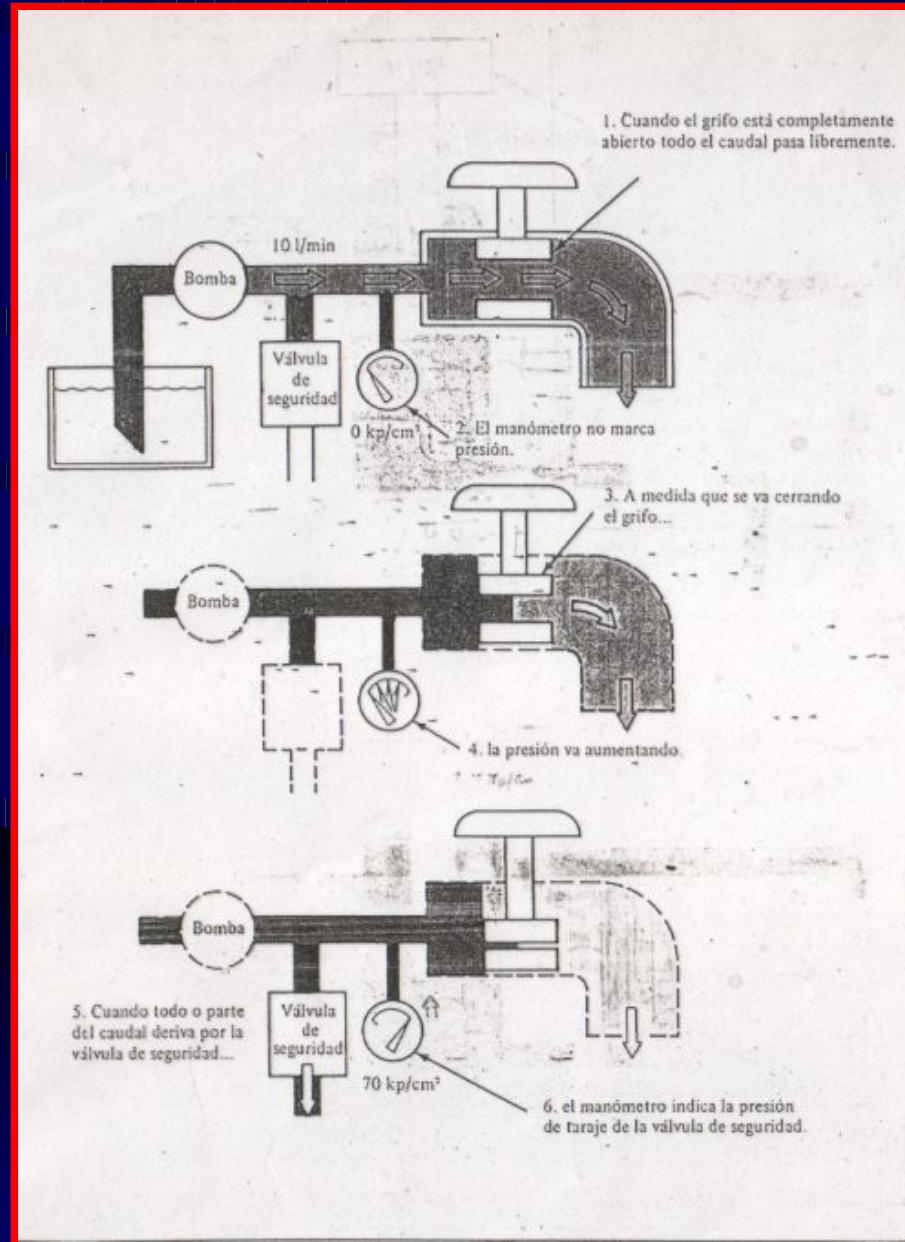 1. Cuando el grifo está completamente
abierto todo el caudal pasa libremente.
10 l/min
Bomba
Válvula
de
seguridad
0 kp/cm²
2. El manómetro no marca
presión.
3. A medida que se va cerrando
el grifo...
Bomba
4. la presión va aumentando.
Bomba
5. Cuando todo o parte
del caudal deriva por la
válvula de seguridad...
Válvula
de
seguridad
70 kp/cm²
6. el manómetro indica la presión
de taraje de la válvula de seguridad.